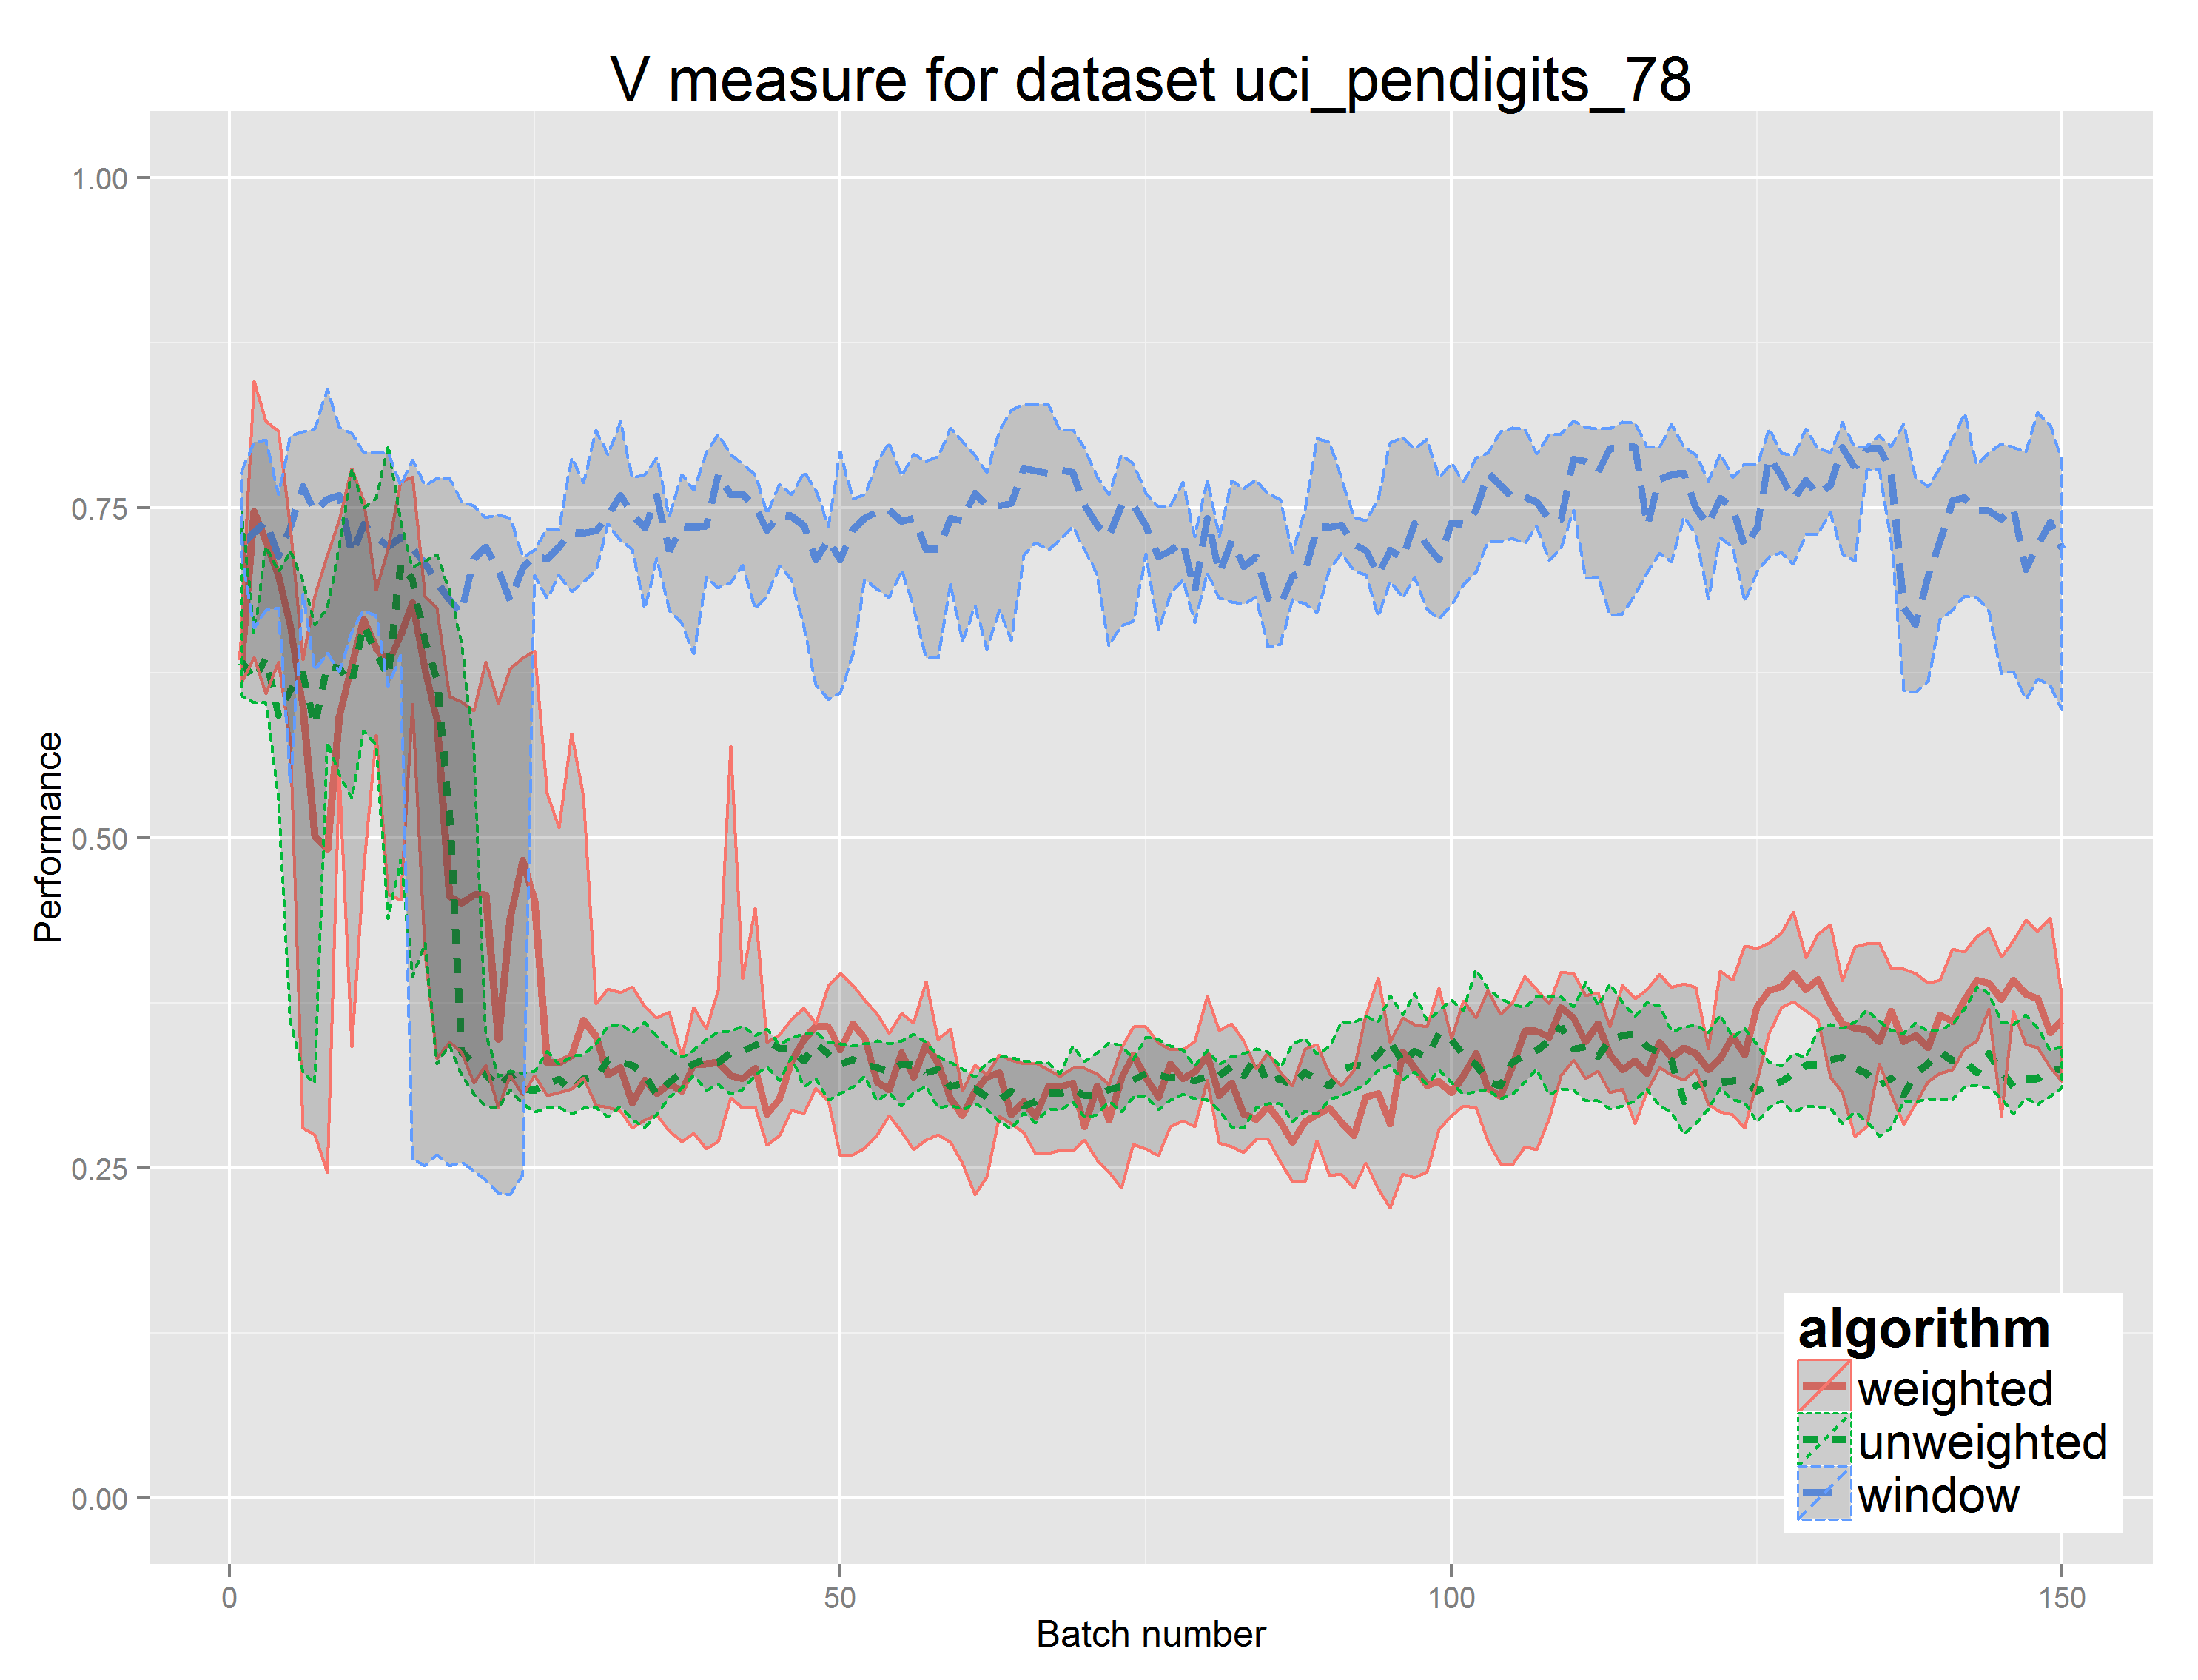 V measure for dataset uci_pendigits_78
1.00
0.75
0.50
0.25
0.00
Performance
0
50
100
150
Batch number
algorithm
weighted
unweighted
window